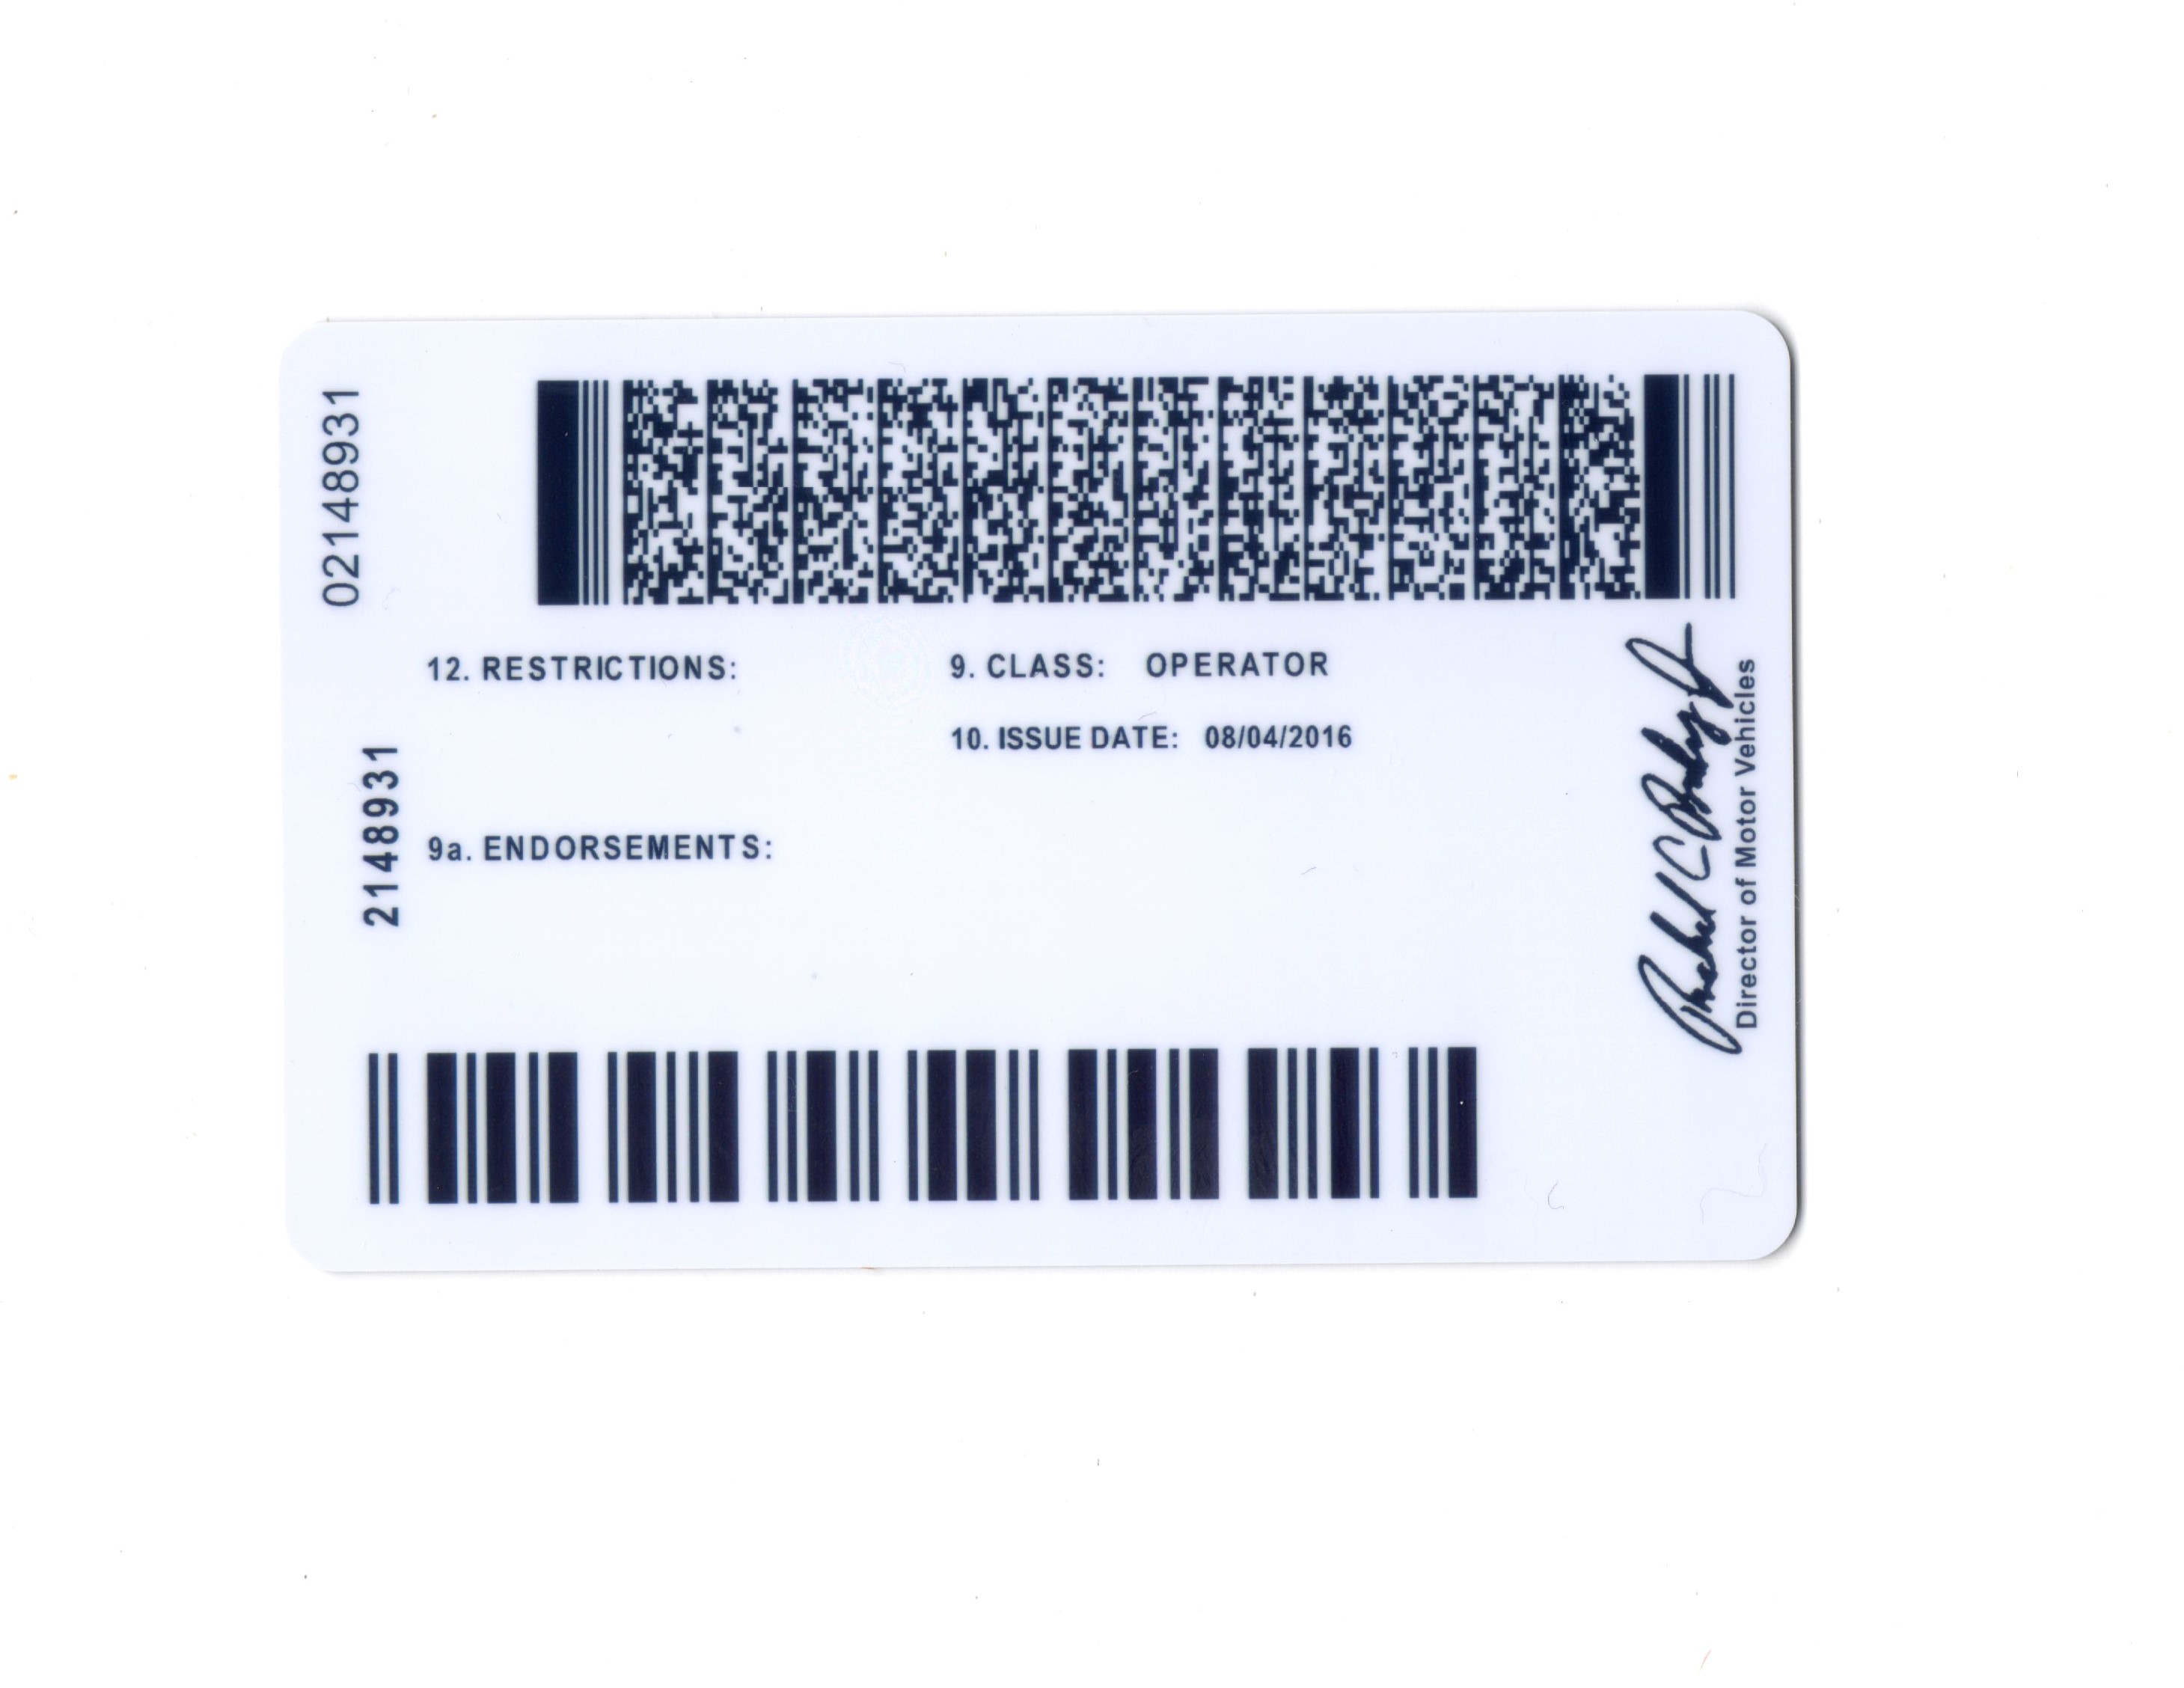 02148931
2148931
12. RESTRICTIONS:
9. CLASS: OPERATOR
10. ISSUE DATE: 08/04/2016
9a. ENDORSEMENTS:
Director of Motor Vehicles